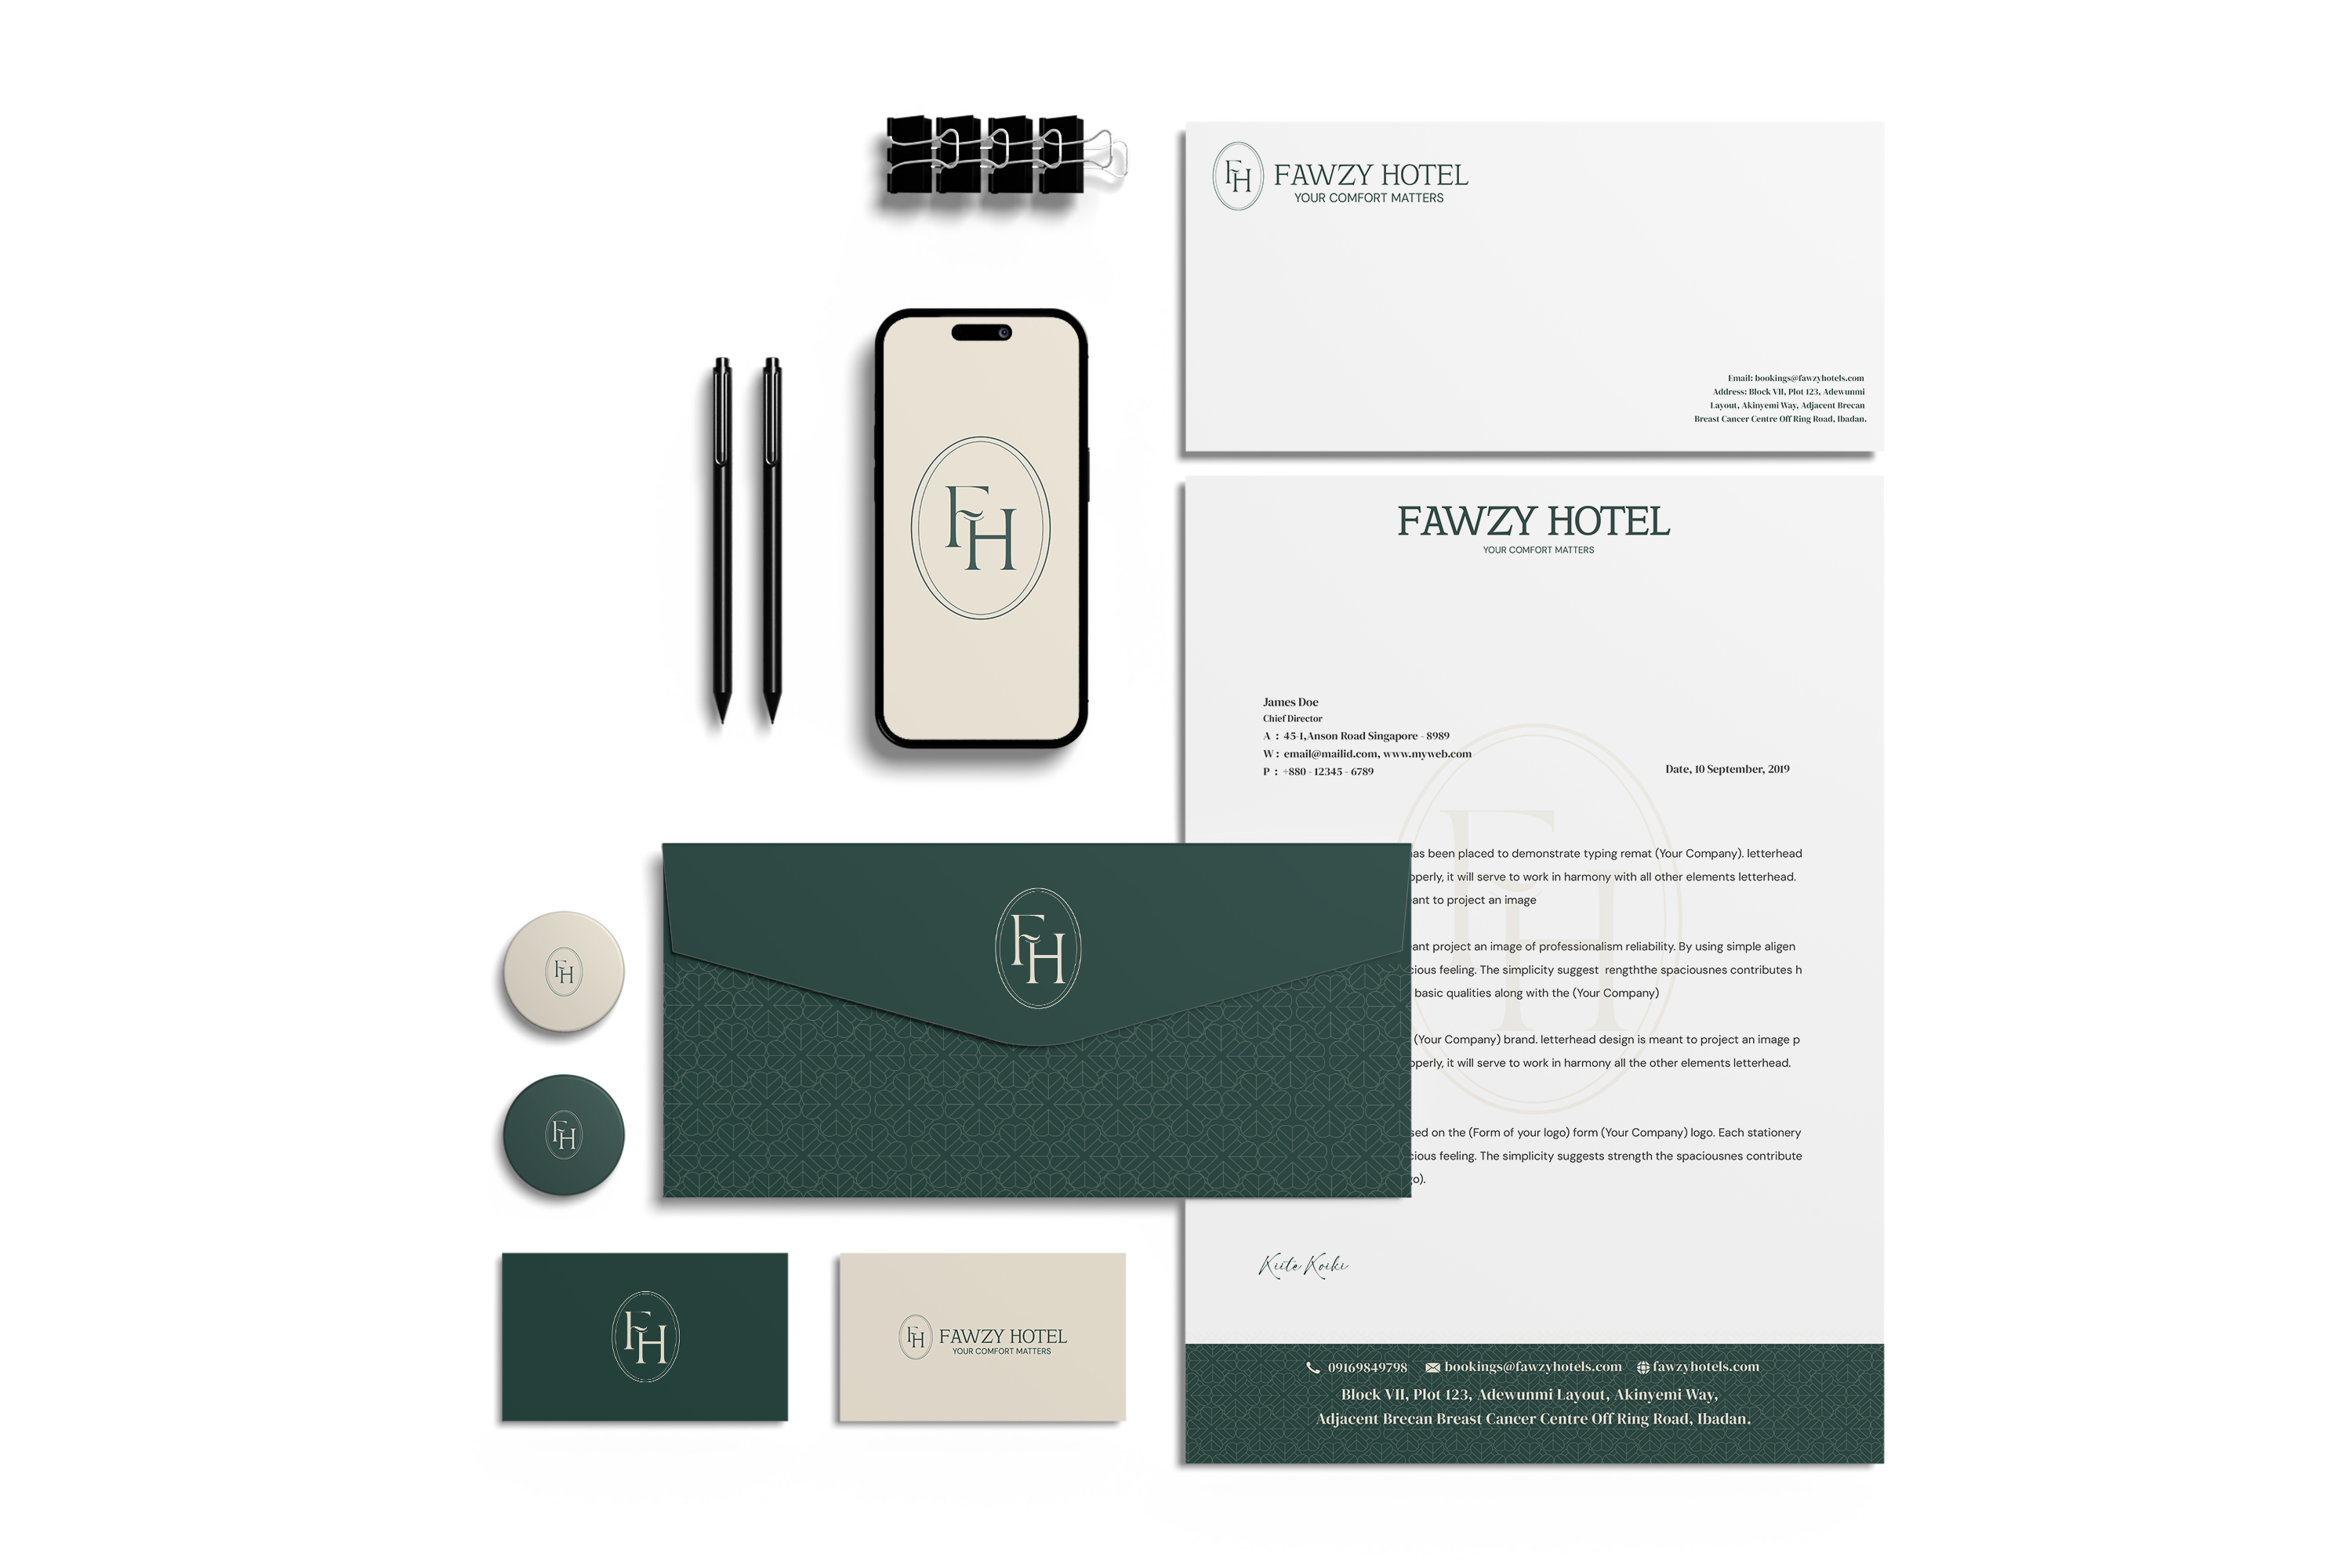 FH
FAWZY HOTEL
YOUR COMFORT MATTERS
Email: bookings@fawzyhotels.com
Address: Block VII, Plot 123, Adewunmi
Layout, Akinyemi Way, Adjacent Brecan
Breast Cancer Centre Off Ring Road, Ibadan.
FH
FAWZY HOTEL
YOUR COMFORT MATTERS
James Doe
Chief Director
A : 45-1,Anson Road Singapore - 8989
W : email@mailid.com, www.myweb.com
P : +880 - 12345 - 6789
Date, 10 September, 2019
FH
has been placed to demonstrate typing remat (Your Company). letterhead
it will serve to work in harmony with all other elements letterhead.
to project an image
project an image of professionalism reliability. By using simple aligen
feeling. The simplicity suggest rengththe spaciousnes contributes h
basic qualities along with the (Your Company)
(Your Company) brand. letterhead design is meant to project an image p
it will serve to work in harmony all the other elements letterhead.
on the (Form of your logo) form (Your Company) logo. Each stationery
feeling. The simplicity suggests strength the spaciousnes contribute
Kiite Koiki
09169849798 bookings@fawzyhotels.com fawzyhotels.com
Block VII, Plot 123, Adewunmi Layout, Akinyemi Way,
Adjacent Brecan Breast Cancer Centre Off Ring Road, Ibadan.
FH
FH
FH
FH
FH
FAWZY HOTEL
YOUR COMFORT MATTERS